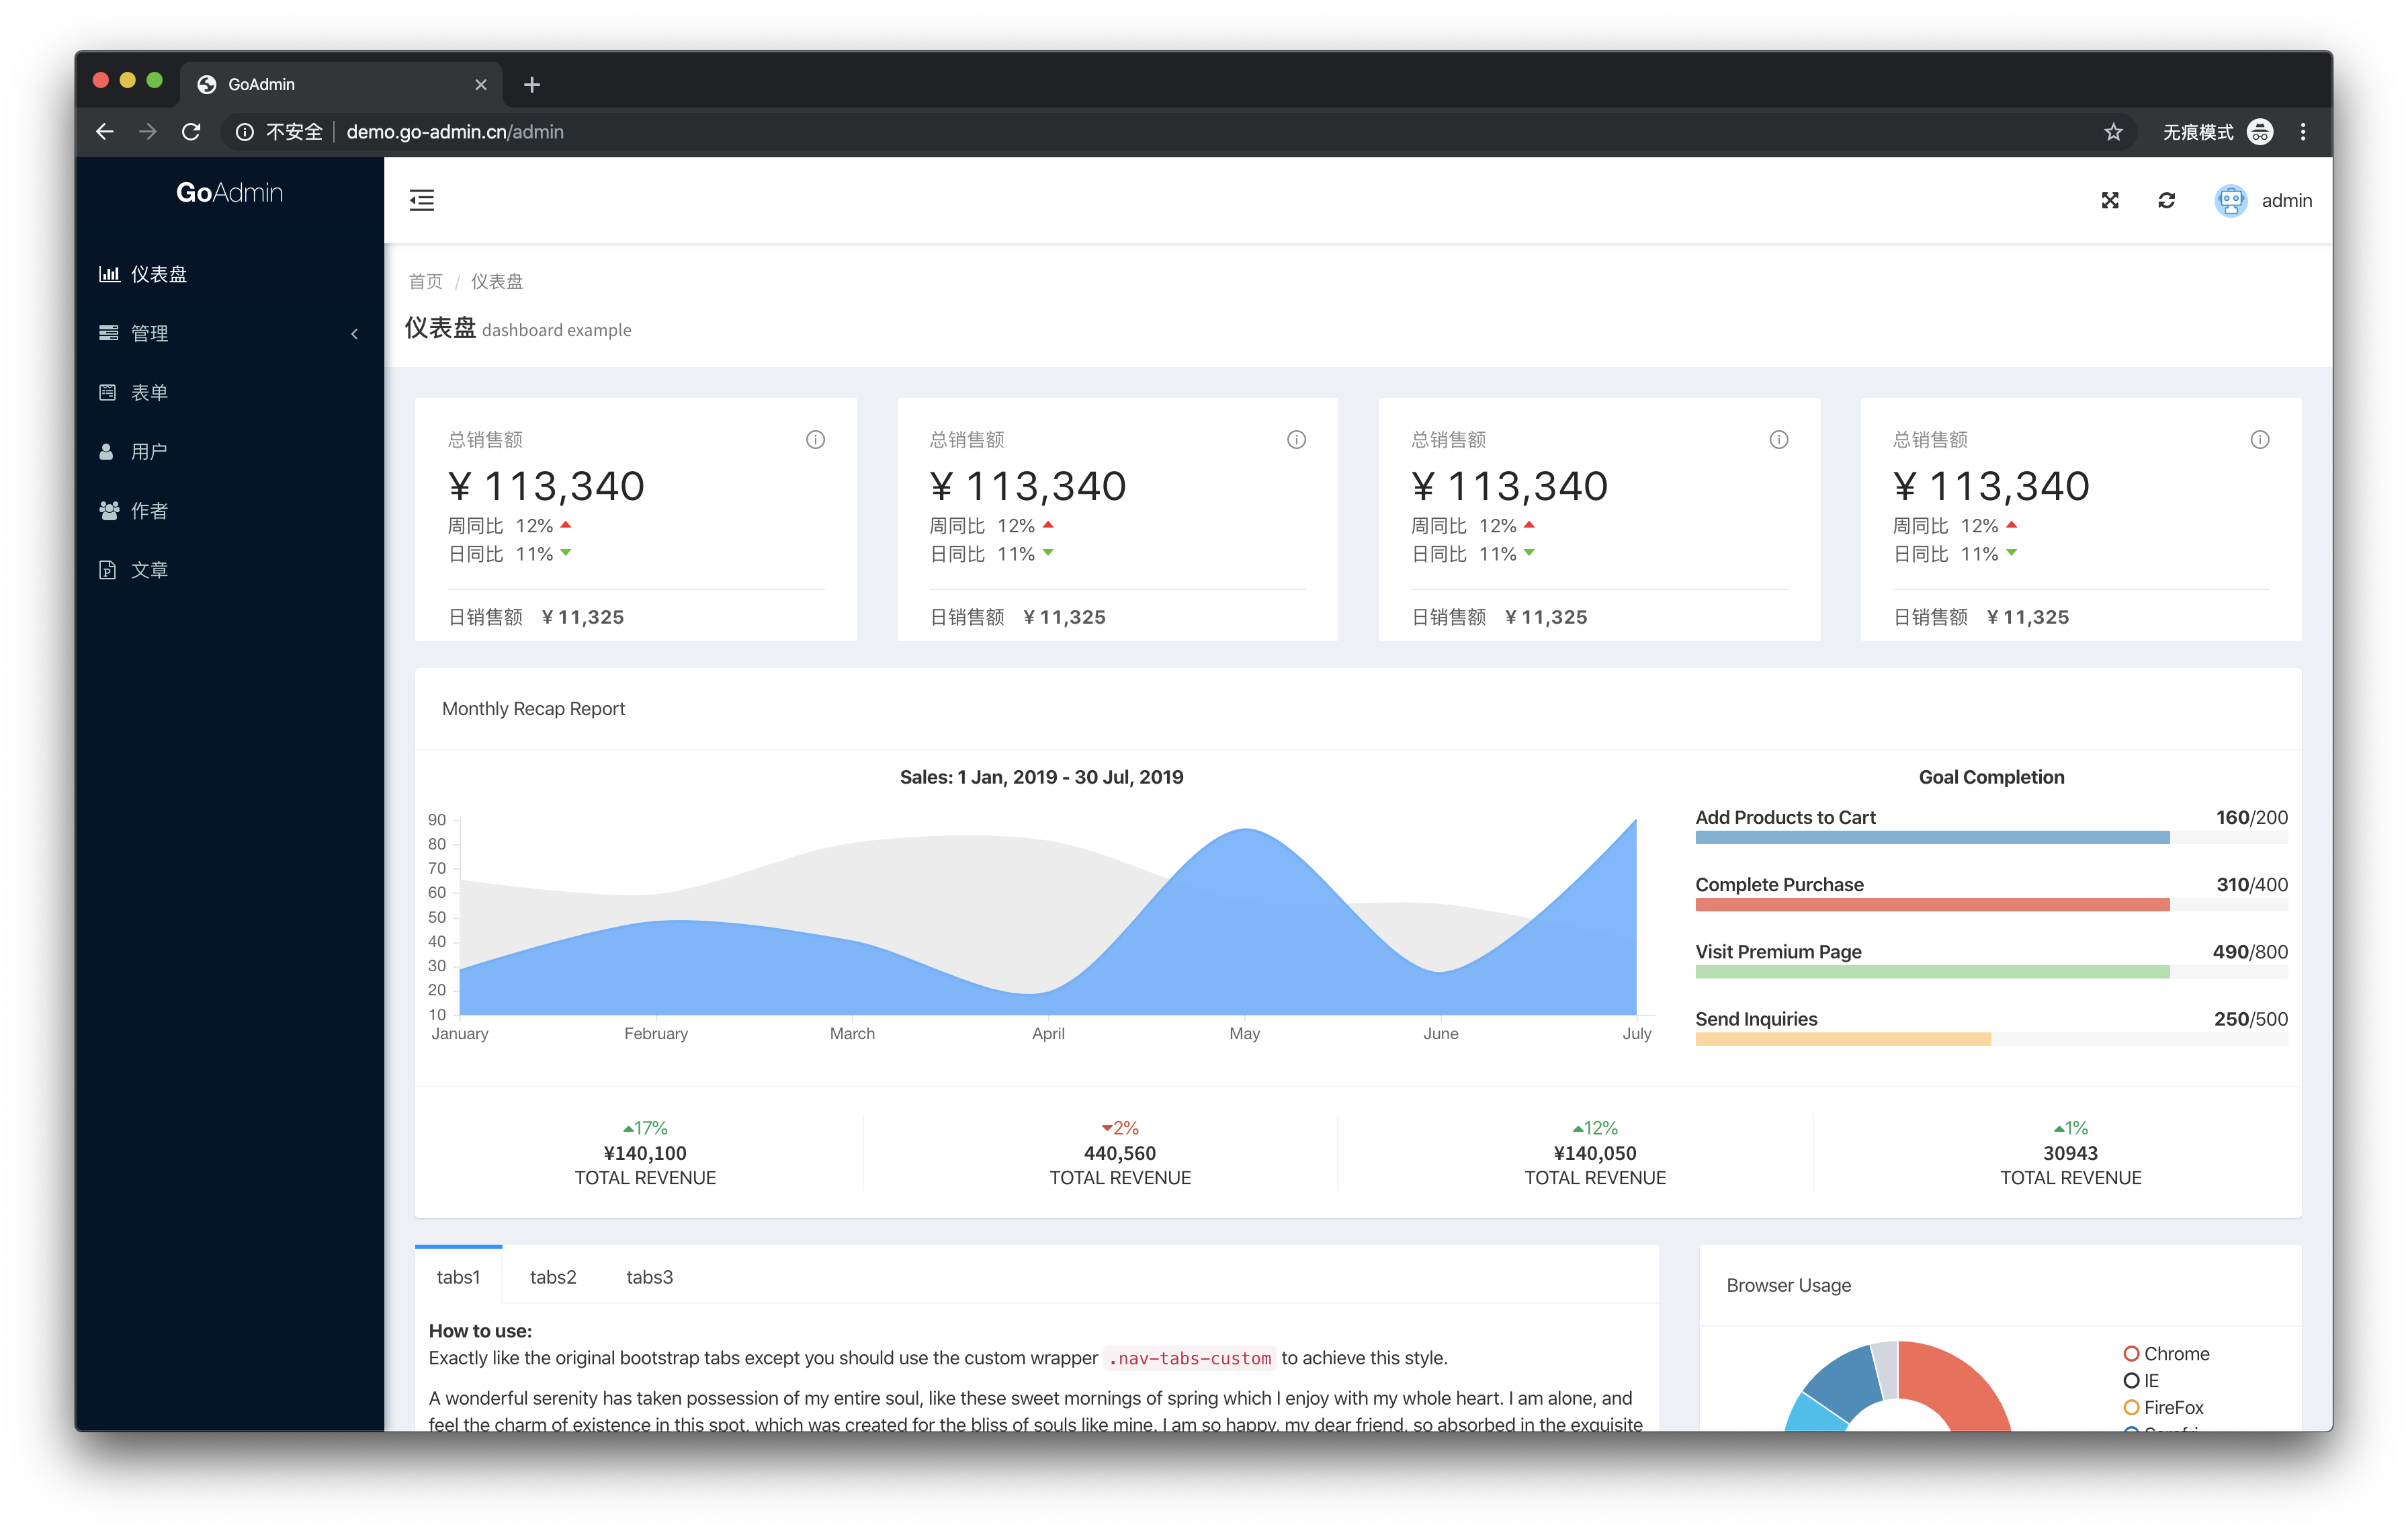 GoAdmin
不安全 demo.go-admin.cn/admin
无痕模式
GoAdmin
admin
仪表盘
管理
表单
用户
作者
文章
首页 / 仪表盘
仪表盘 dashboard example
总销售额
¥ 113,340
周同比 12%
日同比 11%
日销售额 ¥ 11,325
总销售额
¥ 113,340
周同比 12%
日同比 11%
日销售额 ¥ 11,325
总销售额
¥ 113,340
周同比 12%
日同比 11%
日销售额 ¥ 11,325
总销售额
¥ 113,340
周同比 12%
日同比 11%
日销售额 ¥ 11,325
Monthly Recap Report
Sales: 1 Jan, 2019 - 30 Jul, 2019
90
80
70
60
50
40
30
20
10
January February March April May June July
Goal Completion
Add Products to Cart 160/200
Complete Purchase 310/400
Visit Premium Page 490/800
Send Inquiries 250/500
17%
¥140,100
TOTAL REVENUE
2%
440,560
TOTAL REVENUE
12%
¥140,050
TOTAL REVENUE
1%
30943
TOTAL REVENUE
tabs1 tabs2 tabs3
How to use:
Exactly like the original bootstrap tabs except you should use the custom wrapper .nav-tabs-custom to achieve this style.
A wonderful serenity has taken possession of my entire soul, like these sweet mornings of spring which I enjoy with my whole heart. I am alone, and
feel the charm of existence in this spot, which was created for the bliss of souls like mine. I am so happy, my dear friend, so absorbed in the exquisite
Browser Usage
Chrome
IE
FireFox